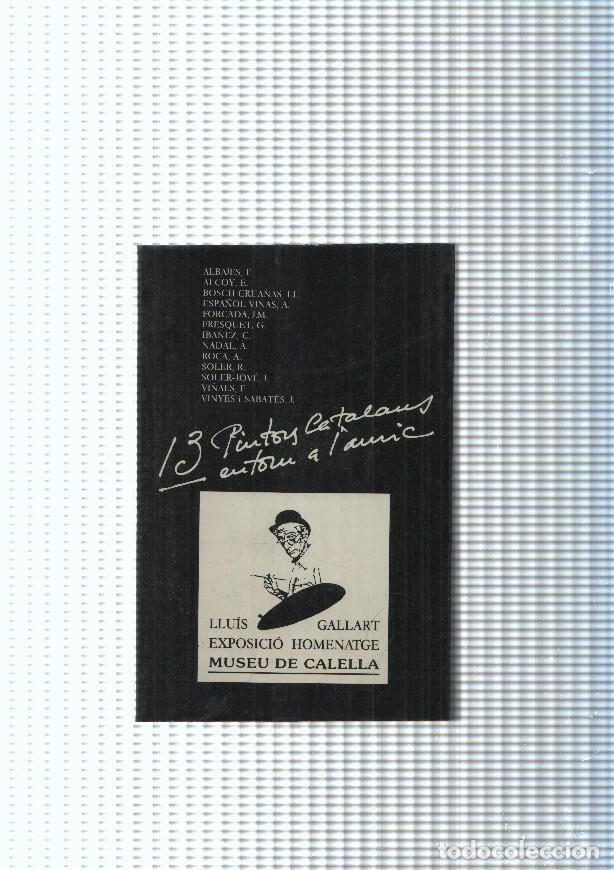 ALBAJES, F.
ALCOY, E.
BOSCH CRUAÑAS, LL.
ESPAÑOL VIÑAS, A.
FORCADA, J.M.
FRESQUET, G.
IBAÑEZ, C.
NADAL, A.
ROCA, A.
SOLER, R.
SOLER-JOVÉ, J.
VIÑALS, F.
VINYES i SABATÉS, J.
13 Pintors Catalans
entorn a l'amic
LLUÍS GALLART
EXPOSICIÓ HOMENATGE
MUSEU DE CALELLA
todocoleccion